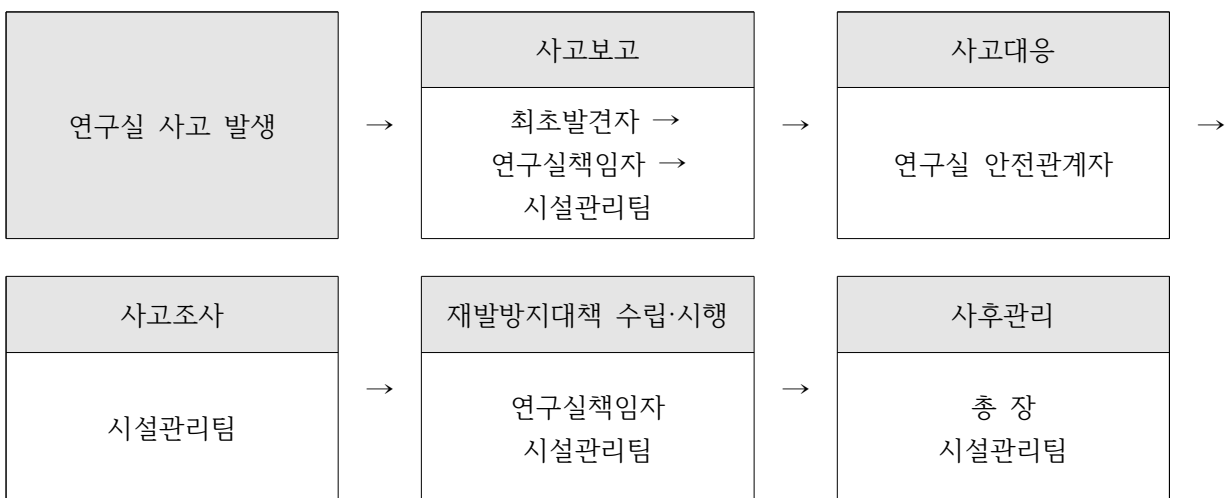 연구실 사고 발생
→
사고보고
최초발견자 →
연구실책임자 →
시설관리팀
→
사고대응
연구실 안전관계자
→
사고조사
시설관리팀
→
재발방지대책 수립·시행
연구실책임자
시설관리팀
→
사후관리
총 장
시설관리팀